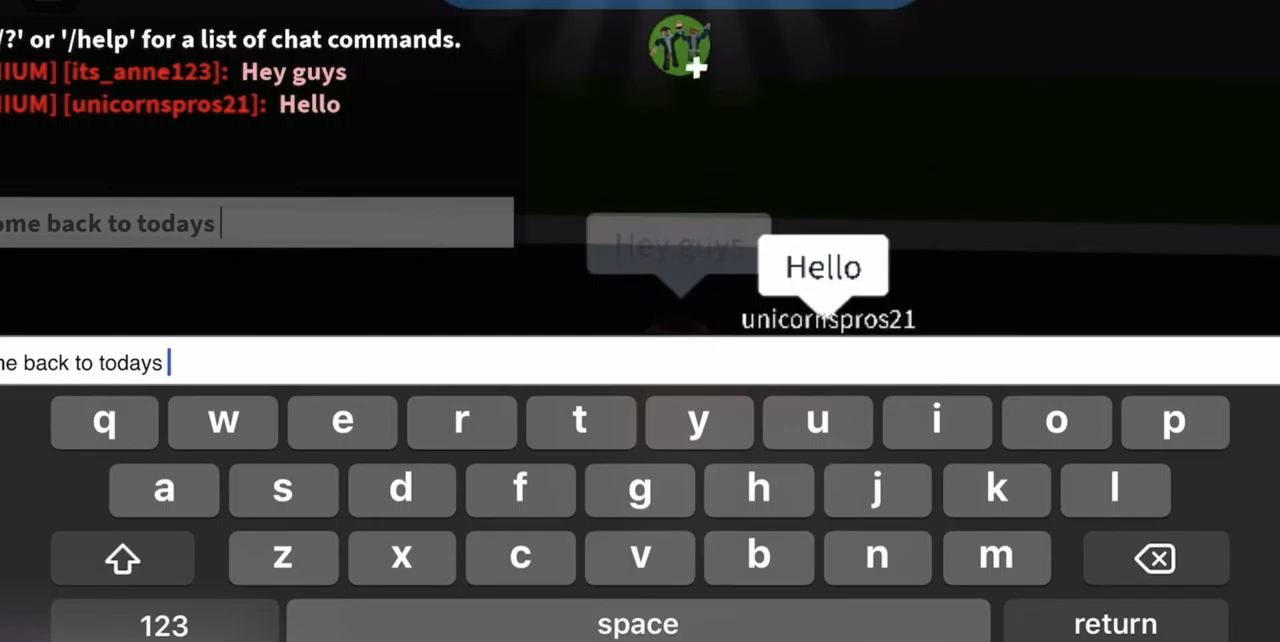 /?' or '/help' for a list of chat commands.
IUM] [its_anne123]: Hey guys
IUM] [unicornspros21]: Hello
ome back to todays
Hey guys
Hello
unicornspros21
ne back to todays
q w e r t y u i o p
a s d f g h j k l
z x c v b n m
123 space return